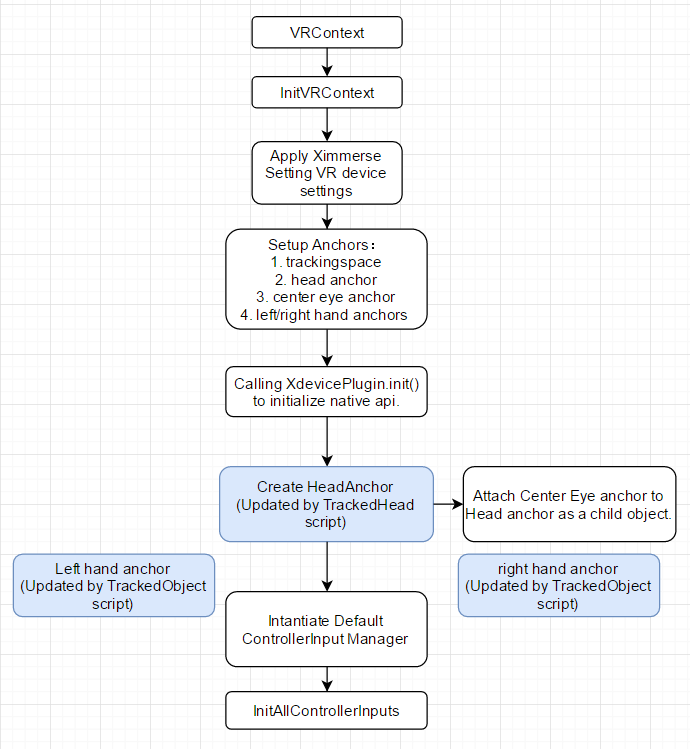 VRContext
InitVRContext
Apply Ximmerse
Setting VR device
settings
Setup Anchors：
1. trackingspace
2. head anchor
3. center eye anchor
4. left/right hand anchors
Calling XdevicePlugin.init()
to initialize native api.
Create HeadAnchor
(Updated by TrackedHead
script)
Attach Center Eye anchor to
Head anchor as a child object.
Left hand anchor
(Updated by TrackedObject
script)
right hand anchor
(Updated by TrackedObject
script)
Intantiate Default
ControllerInput Manager
InitAllControllerInputs